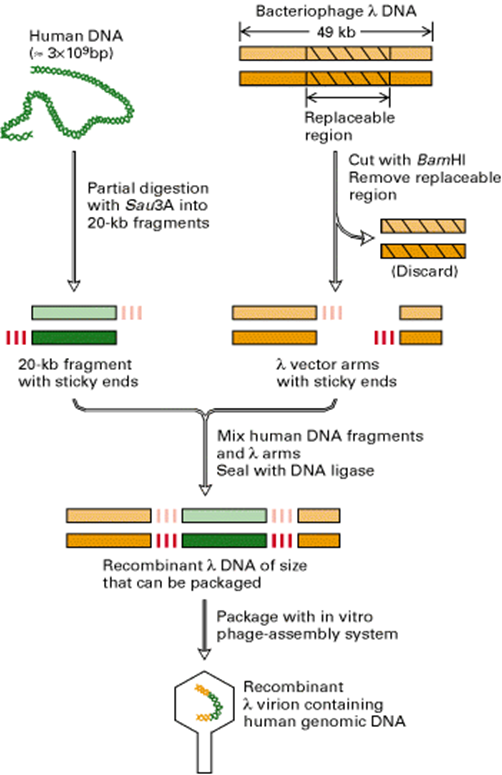 Human DNA
(≈ 3×10⁹bp)
Bacteriophage λ DNA
49 kb
Replaceable
region
Cut with BamHI
Remove replaceable
region
Partial digestion
with Sau3A into
20-kb fragments
(Discard)
20-kb fragment
with sticky ends
λ vector arms
with sticky ends
Mix human DNA fragments
and λ arms
Seal with DNA ligase
Recombinant λ DNA of size
that can be packaged
Package with in vitro
phage-assembly system
Recombinant
λ virion containing
human genomic DNA